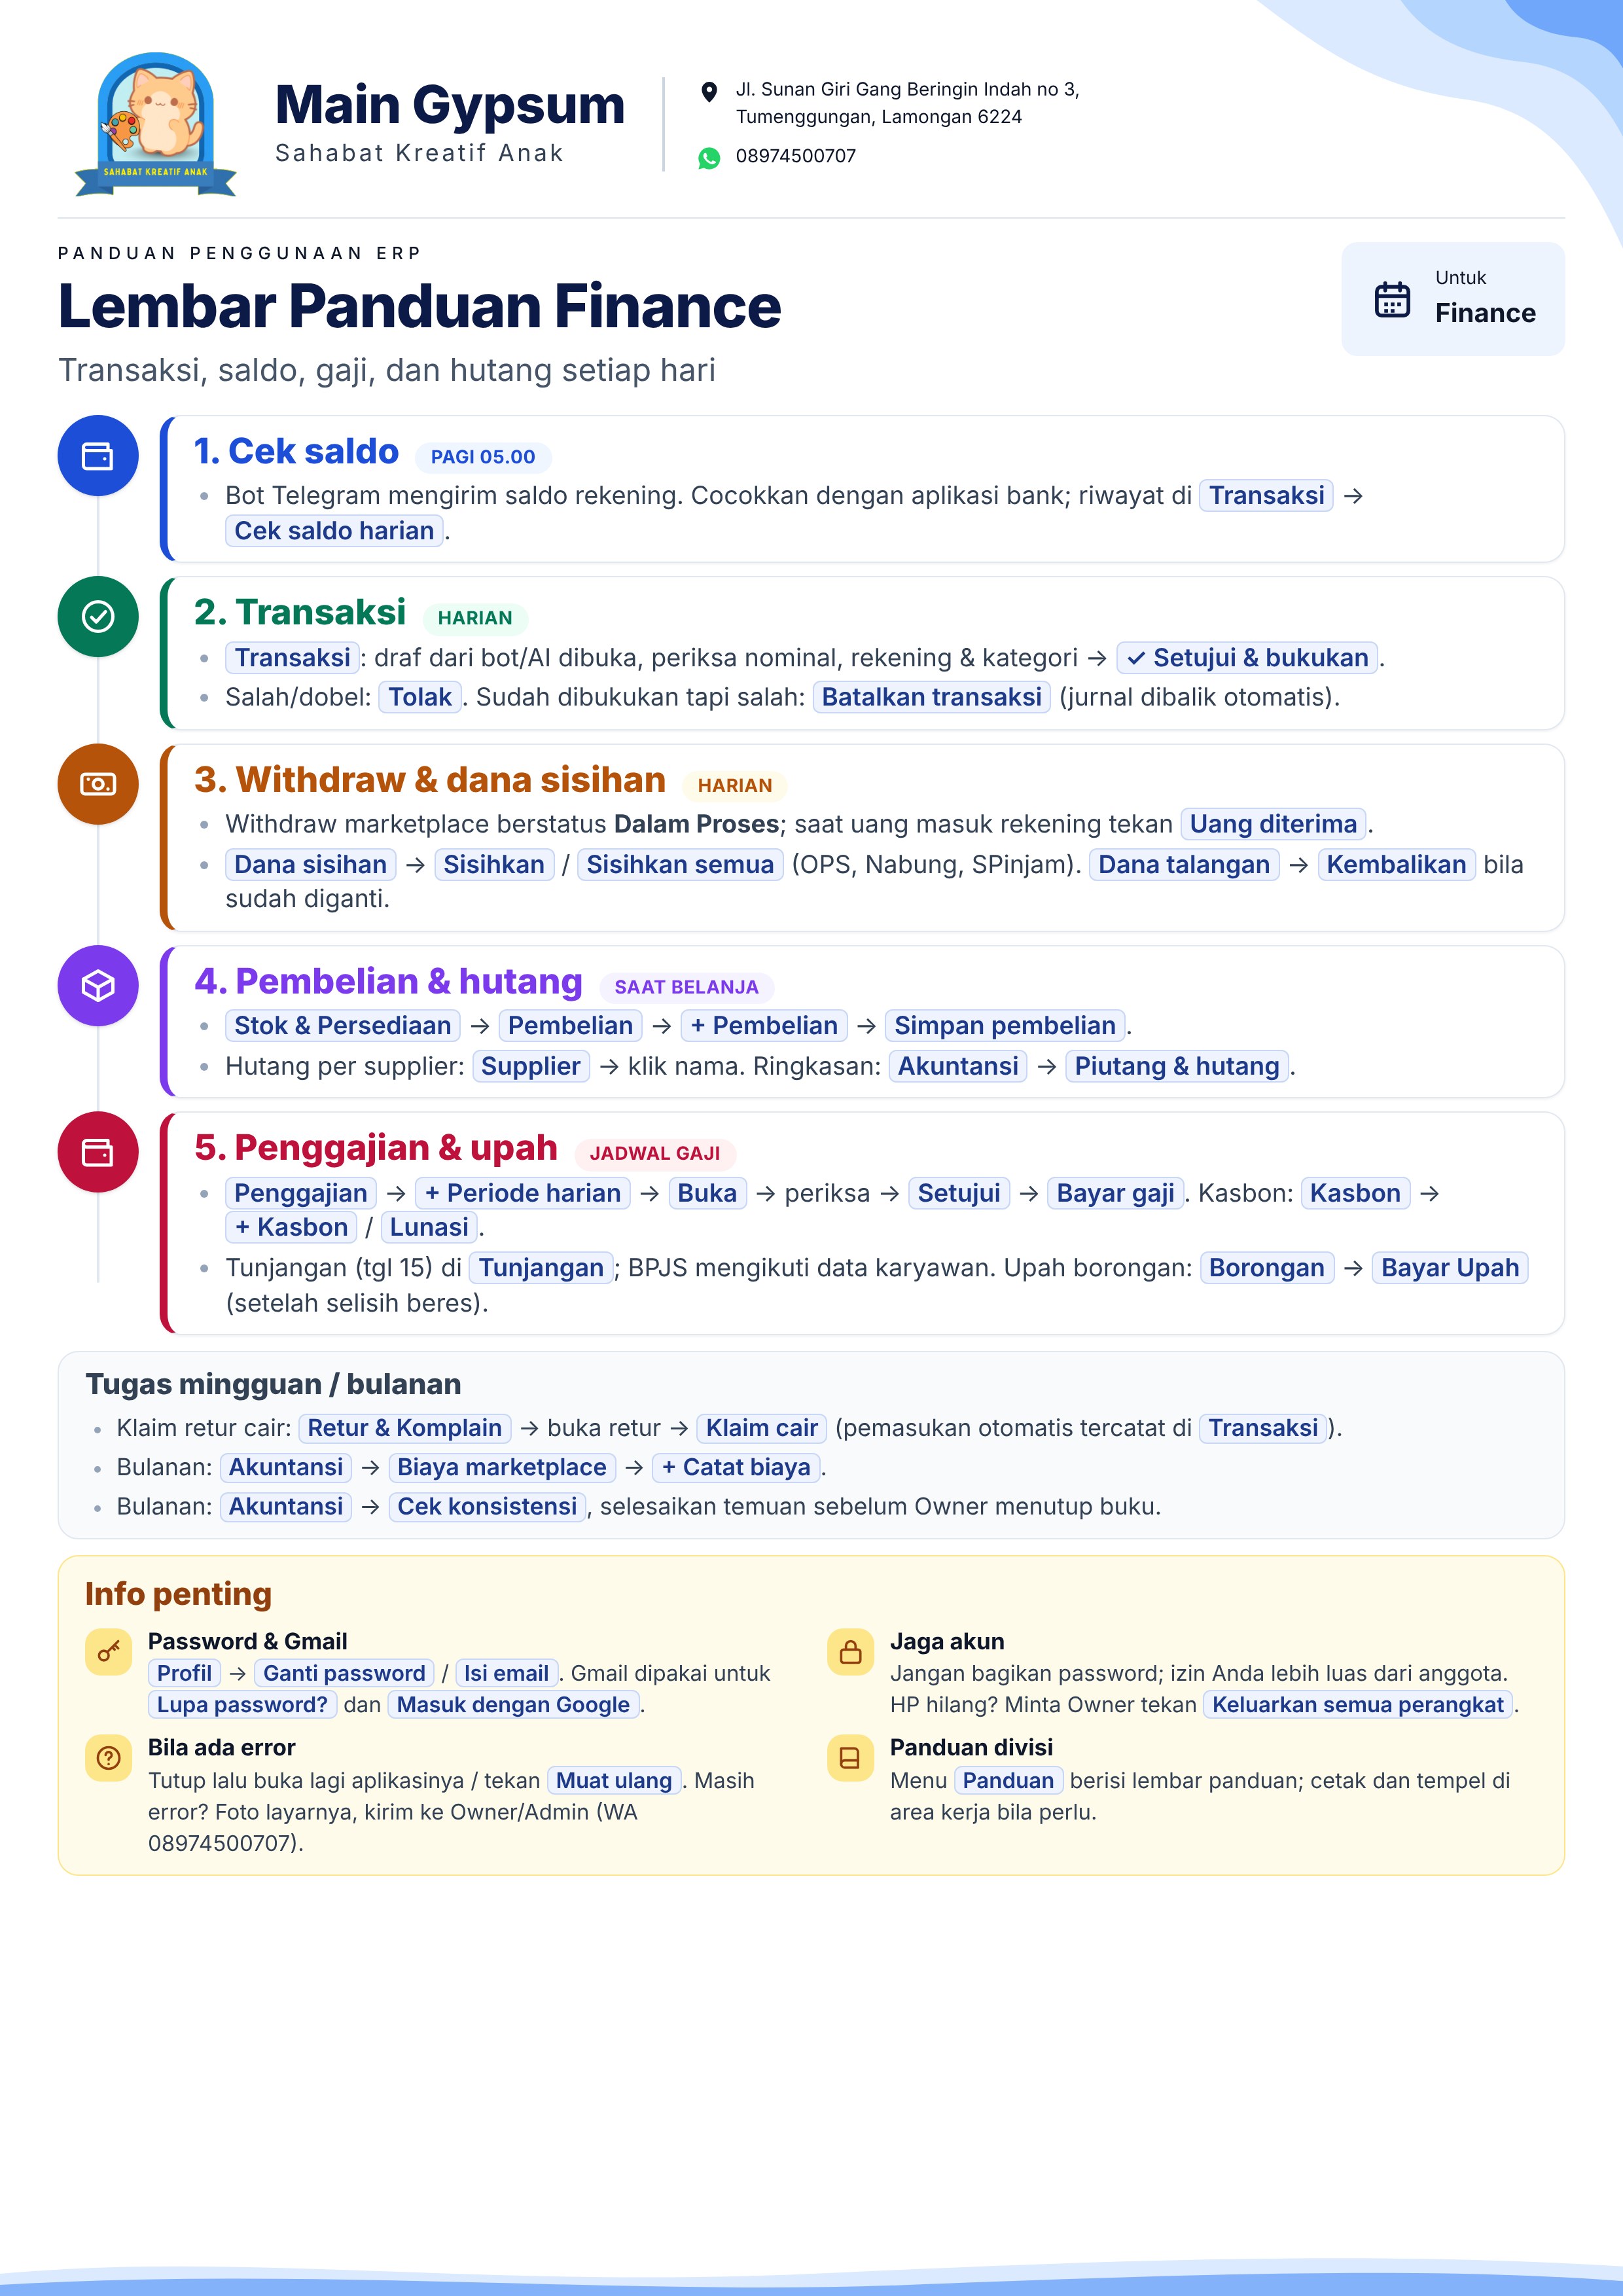 SAHABAT KREATIF ANAK
Main Gypsum
Sahabat Kreatif Anak
Jl. Sunan Giri Gang Beringin Indah no 3,
Tumenggungan, Lamongan 6224
08974500707
PANDUAN PENGGUNAAN ERP
Lembar Panduan Finance
Transaksi, saldo, gaji, dan hutang setiap hari
Untuk
Finance
1. Cek saldo PAGI 05.00
• Bot Telegram mengirim saldo rekening. Cocokkan dengan aplikasi bank; riwayat di Transaksi →
Cek saldo harian.
2. Transaksi HARIAN
• Transaksi: draf dari bot/AI dibuka, periksa nominal, rekening & kategori → ✓ Setujui & bukukan.
• Salah/dobel: Tolak. Sudah dibukukan tapi salah: Batalkan transaksi (jurnal dibalik otomatis).
3. Withdraw & dana sisihan HARIAN
• Withdraw marketplace berstatus Dalam Proses; saat uang masuk rekening tekan Uang diterima.
• Dana sisihan → Sisihkan / Sisihkan semua (OPS, Nabung, SPinjam). Dana talangan → Kembalikan bila
sudah diganti.
4. Pembelian & hutang SAAT BELANJA
• Stok & Persediaan → Pembelian → + Pembelian → Simpan pembelian.
• Hutang per supplier: Supplier → klik nama. Ringkasan: Akuntansi → Piutang & hutang.
5. Penggajian & upah JADWAL GAJI
• Penggajian → + Periode harian → Buka → periksa → Setujui → Bayar gaji. Kasbon: Kasbon →
+ Kasbon / Lunasi.
• Tunjangan (tgl 15) di Tunjangan; BPJS mengikuti data karyawan. Upah borongan: Borongan → Bayar Upah
(setelah selisih beres).
Tugas mingguan / bulanan
• Klaim retur cair: Retur & Komplain → buka retur → Klaim cair (pemasukan otomatis tercatat di Transaksi).
• Bulanan: Akuntansi → Biaya marketplace → + Catat biaya.
• Bulanan: Akuntansi → Cek konsistensi, selesaikan temuan sebelum Owner menutup buku.
Info penting
Password & Gmail
Profil → Ganti password / Isi email. Gmail dipakai untuk
Lupa password? dan Masuk dengan Google.
Jaga akun
Jangan bagikan password; izin Anda lebih luas dari anggota.
HP hilang? Minta Owner tekan Keluarkan semua perangkat.
Bila ada error
Tutup lalu buka lagi aplikasinya / tekan Muat ulang. Masih
error? Foto layarnya, kirim ke Owner/Admin (WA
08974500707).
Panduan divisi
Menu Panduan berisi lembar panduan; cetak dan tempel di
area kerja bila perlu.